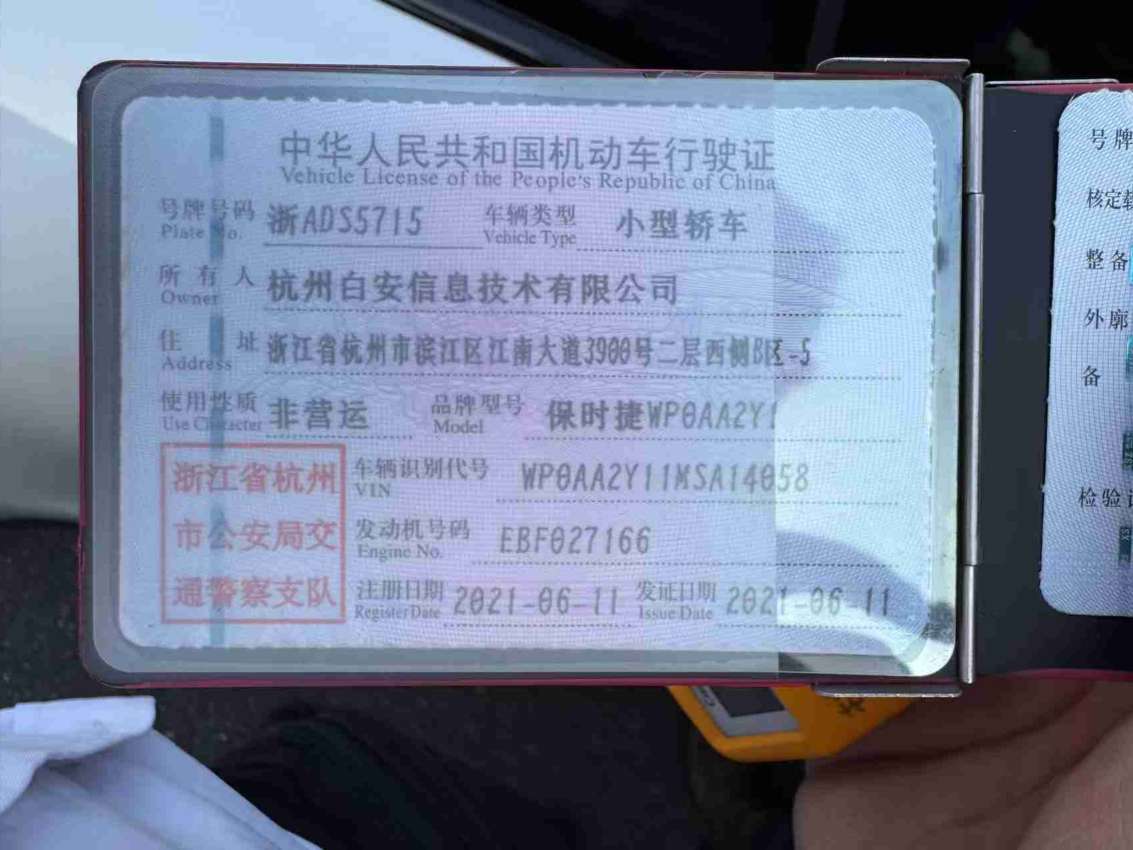 中华人民共和国机动车行驶证
Vehicle License of the People's Republic of China
号牌号码 浙ADS5715 车辆类型 小型轿车
Plate No. Vehicle Type
所有人 杭州白安信息技术有限公司
Owner
住址 浙江省杭州市滨江区江南大道3900号二层西侧B区-5
Address
使用性质 非营运 品牌型号 保时捷WP0AA2Y1
Use Character Model
浙江省杭州 车辆识别代号 WP0AA2Y11MSA14058
VIN
市公安局交 发动机号码 EBF027166
Engine No.
通警察支队 注册日期 2021-06-11 发证日期 2021-06-11
Register Date Issue Date
号牌
核定载
整备
外廓
备
检验记